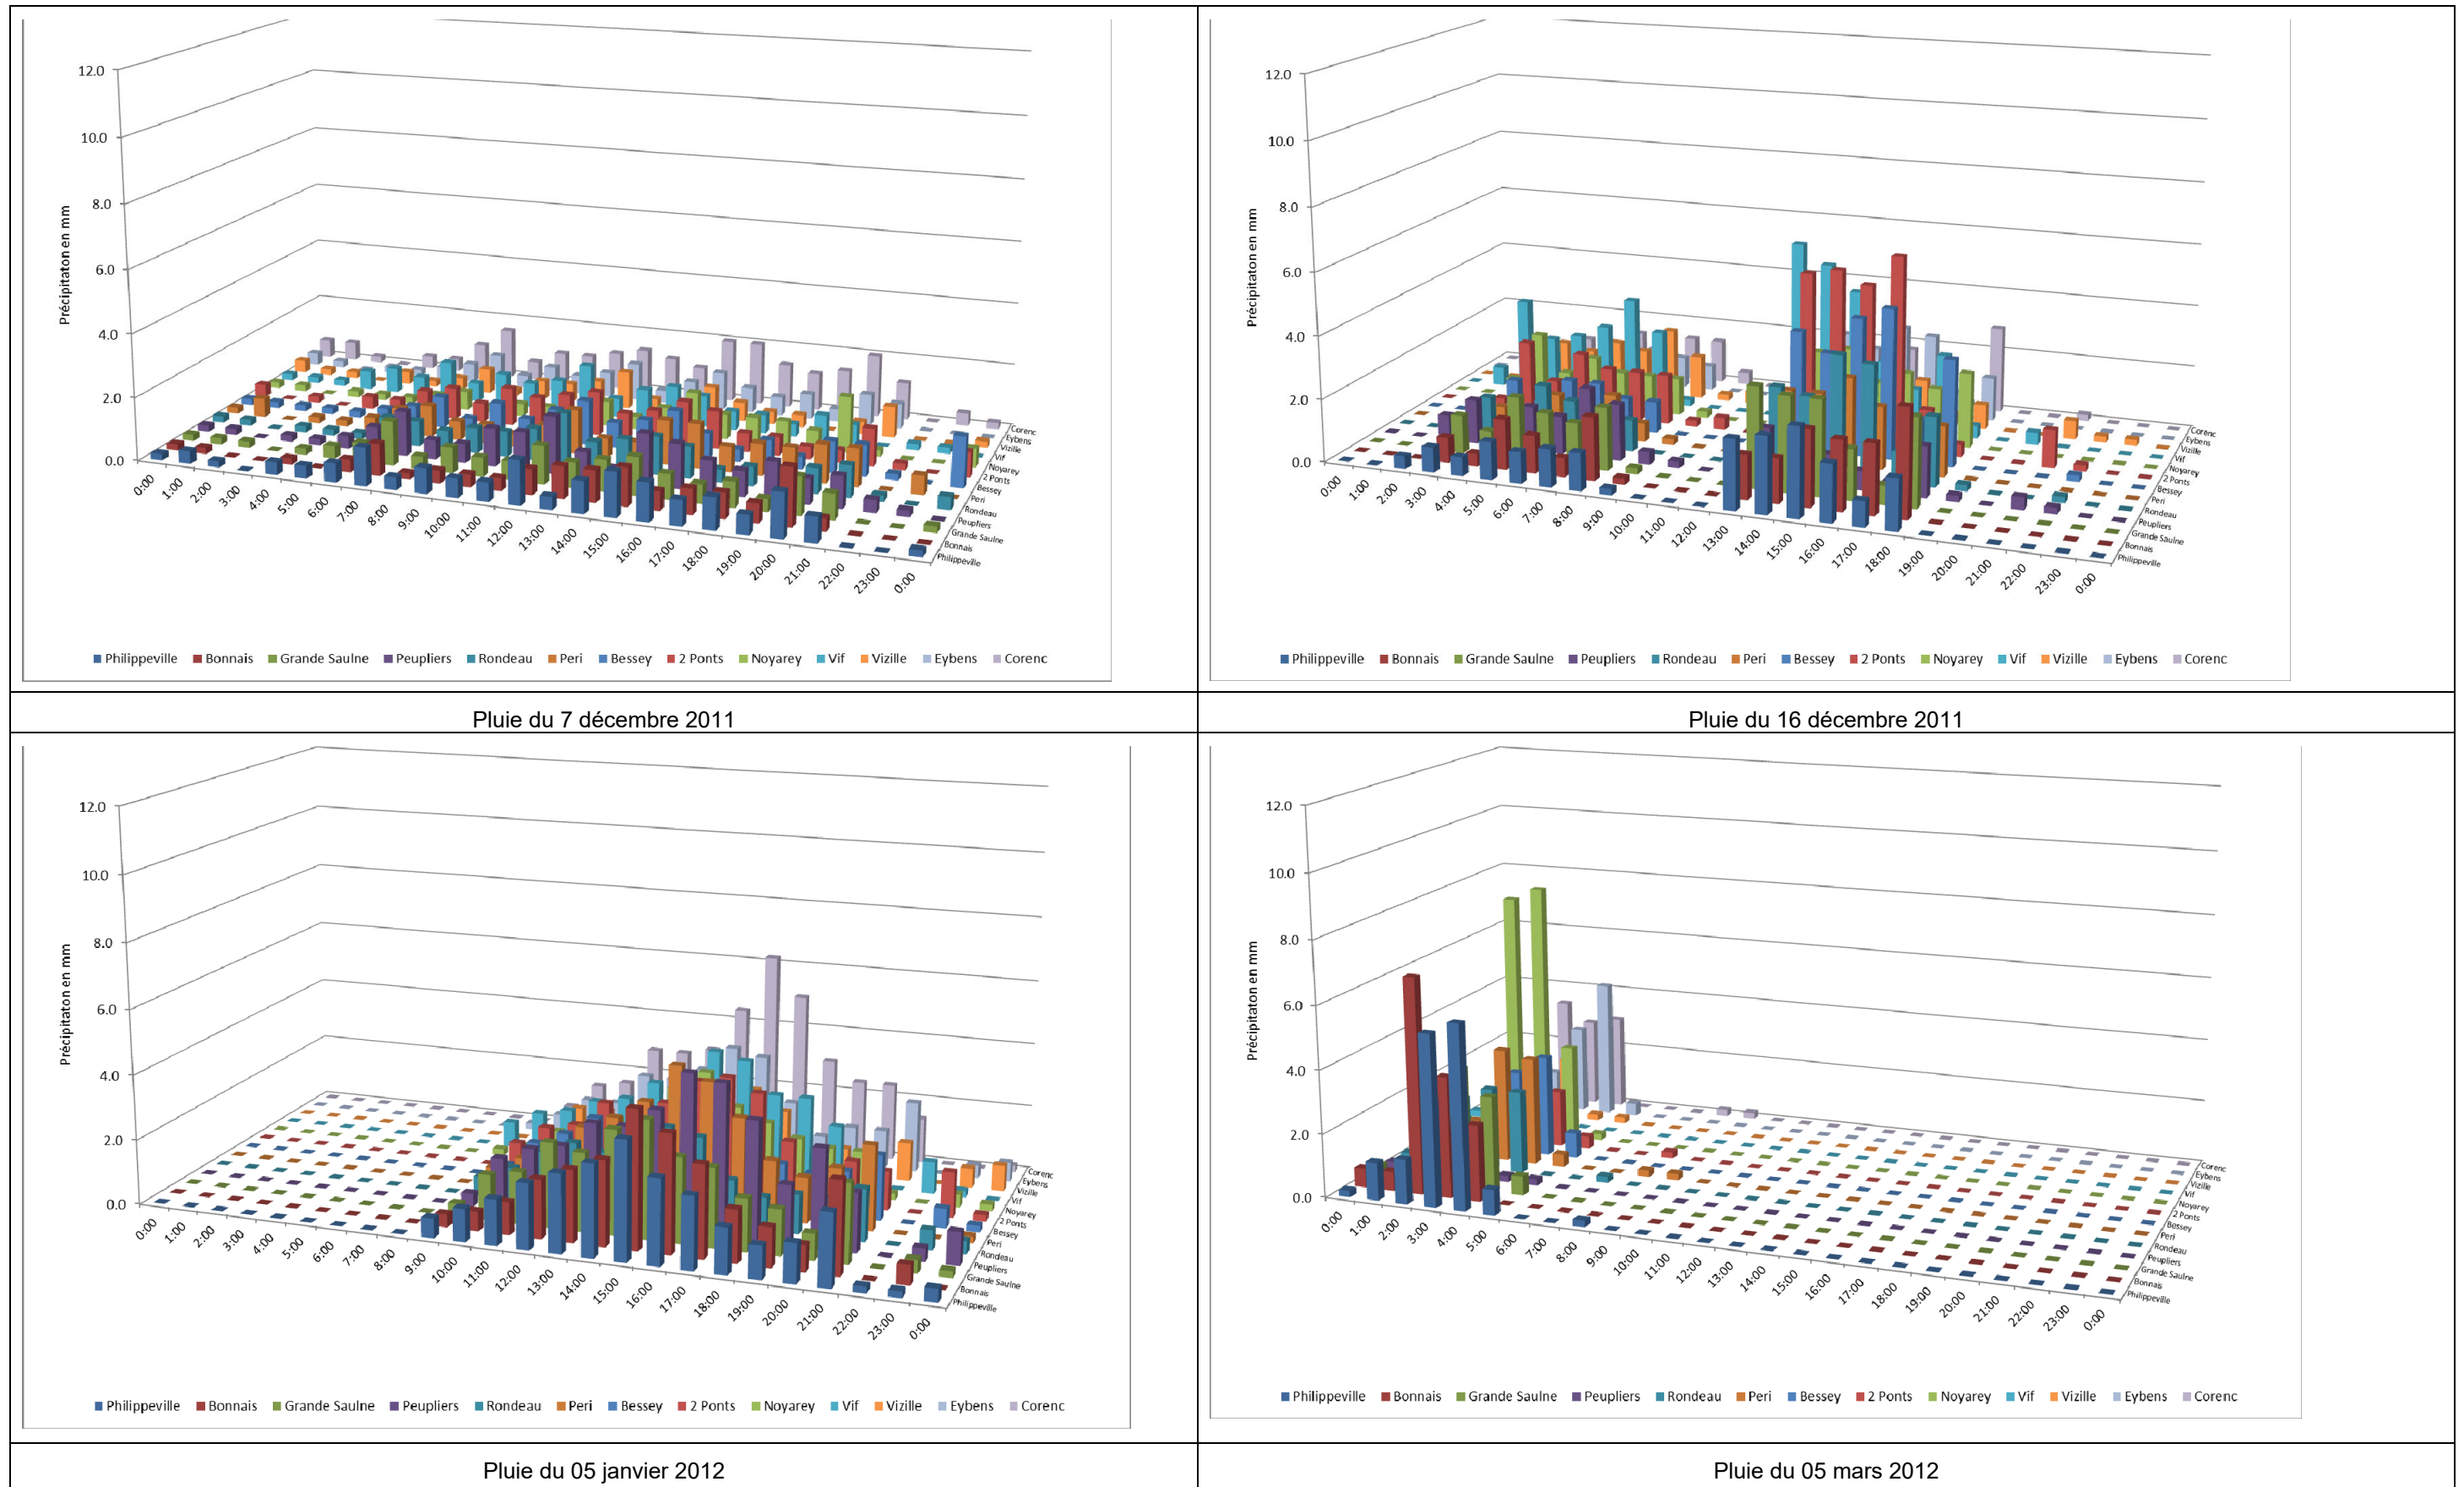 12.0
10.0
8.0
6.0
4.0
2.0
0.0
Précipitaton en mm
0:00 1:00 2:00 3:00 4:00 5:00 6:00 7:00 8:00 9:00 10:00 11:00 12:00 13:00 14:00 15:00 16:00 17:00 18:00 19:00 20:00 21:00 22:00 23:00 0:00
Corenc
Eybens
Vizille
Vif
Noyarey
2 Ponts
Bessey
Peri
Rondeau
Peupliers
Grande Saulne
Bonnais
Philippeville
Philippeville Bonnais Grande Saulne Peupliers Rondeau Peri Bessey 2 Ponts Noyarey Vif Vizille Eybens Corenc
Pluie du 7 décembre 2011
12.0
10.0
8.0
6.0
4.0
2.0
0.0
Précipitaton en mm
0:00 1:00 2:00 3:00 4:00 5:00 6:00 7:00 8:00 9:00 10:00 11:00 12:00 13:00 14:00 15:00 16:00 17:00 18:00 19:00 20:00 21:00 22:00 23:00 0:00
Corenc
Eybens
Vizille
Vif
Noyarey
2 Ponts
Bessey
Peri
Rondeau
Peupliers
Grande Saulne
Bonnais
Philippeville
Philippeville Bonnais Grande Saulne Peupliers Rondeau Peri Bessey 2 Ponts Noyarey Vif Vizille Eybens Corenc
Pluie du 16 décembre 2011
12.0
10.0
8.0
6.0
4.0
2.0
0.0
Précipitaton en mm
0:00 1:00 2:00 3:00 4:00 5:00 6:00 7:00 8:00 9:00 10:00 11:00 12:00 13:00 14:00 15:00 16:00 17:00 18:00 19:00 20:00 21:00 22:00 23:00 0:00
Corenc
Eybens
Vizille
Vif
Noyarey
2 Ponts
Bessey
Peri
Rondeau
Peupliers
Grande Saulne
Bonnais
Philippeville
Philippeville Bonnais Grande Saulne Peupliers Rondeau Peri Bessey 2 Ponts Noyarey Vif Vizille Eybens Corenc
Pluie du 05 janvier 2012
12.0
10.0
8.0
6.0
4.0
2.0
0.0
Précipitaton en mm
0:00 1:00 2:00 3:00 4:00 5:00 6:00 7:00 8:00 9:00 10:00 11:00 12:00 13:00 14:00 15:00 16:00 17:00 18:00 19:00 20:00 21:00 22:00 23:00 0:00
Corenc
Eybens
Vizille
Vif
Noyarey
2 Ponts
Bessey
Peri
Rondeau
Peupliers
Grande Saulne
Bonnais
Philippeville
Philippeville Bonnais Grande Saulne Peupliers Rondeau Peri Bessey 2 Ponts Noyarey Vif Vizille Eybens Corenc
Pluie du 05 mars 2012